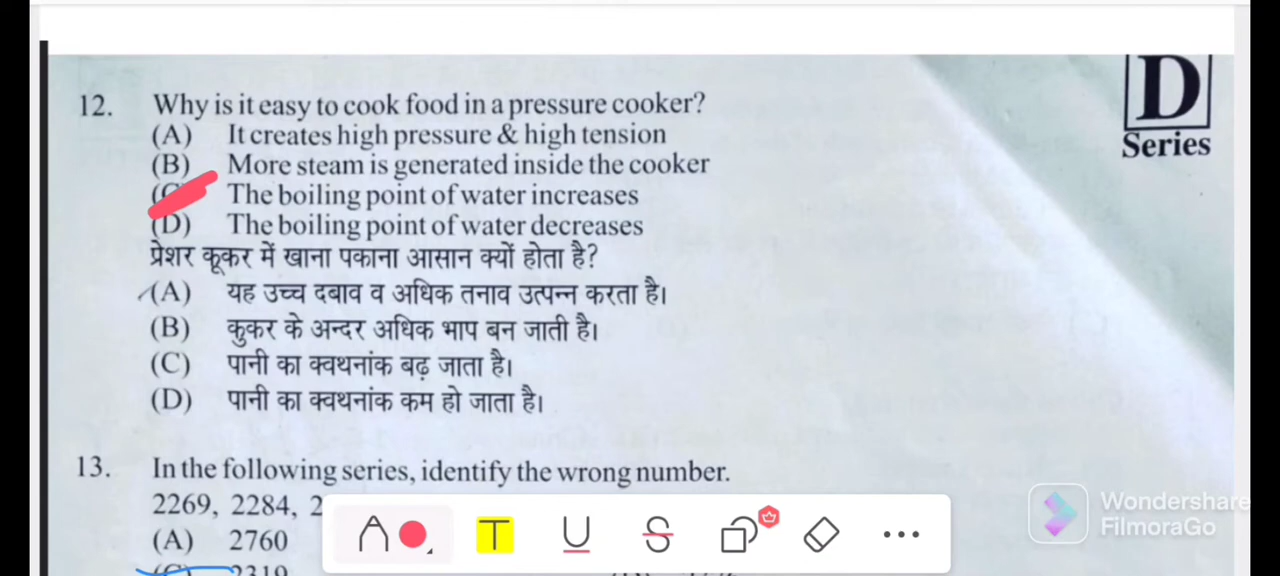 D
Series
12. Why is it easy to cook food in a pressure cooker?
(A) It creates high pressure & high tension
(B) More steam is generated inside the cooker
The boiling point of water increases
(D) The boiling point of water decreases
प्रेशर कूकर में खाना पकाना आसान क्यों होता है?
(A) यह उच्च दबाव व अधिक तनाव उत्पन्न करता है।
(B) कुकर के अन्दर अधिक भाप बन जाती है।
(C) पानी का क्वथनांक बढ़ जाता है।
(D) पानी का क्वथनांक कम हो जाता है।
13. In the following series, identify the wrong number.
2269, 2284, 2
(A) 2760
2319
T U S
Wondershare
FilmoraGo